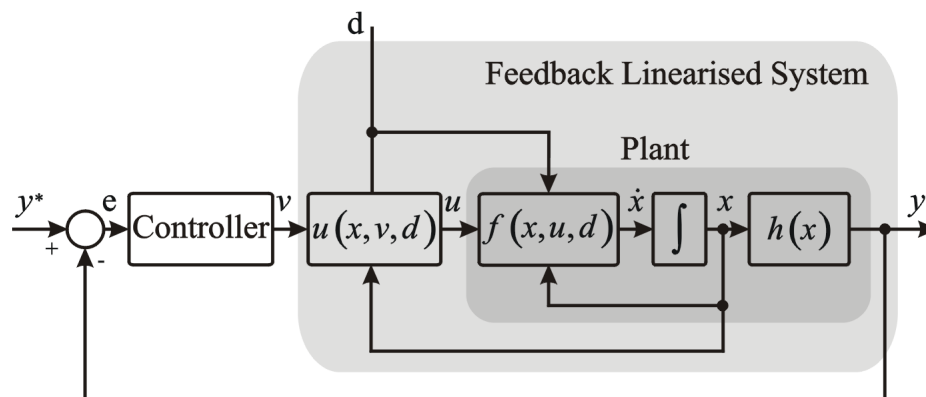 d
Feedback Linearised System
Plant
y*
e
v
u
ẋ
x
y
+
-
Controller
u(x,v,d)
f(x,u,d)
∫
h(x)